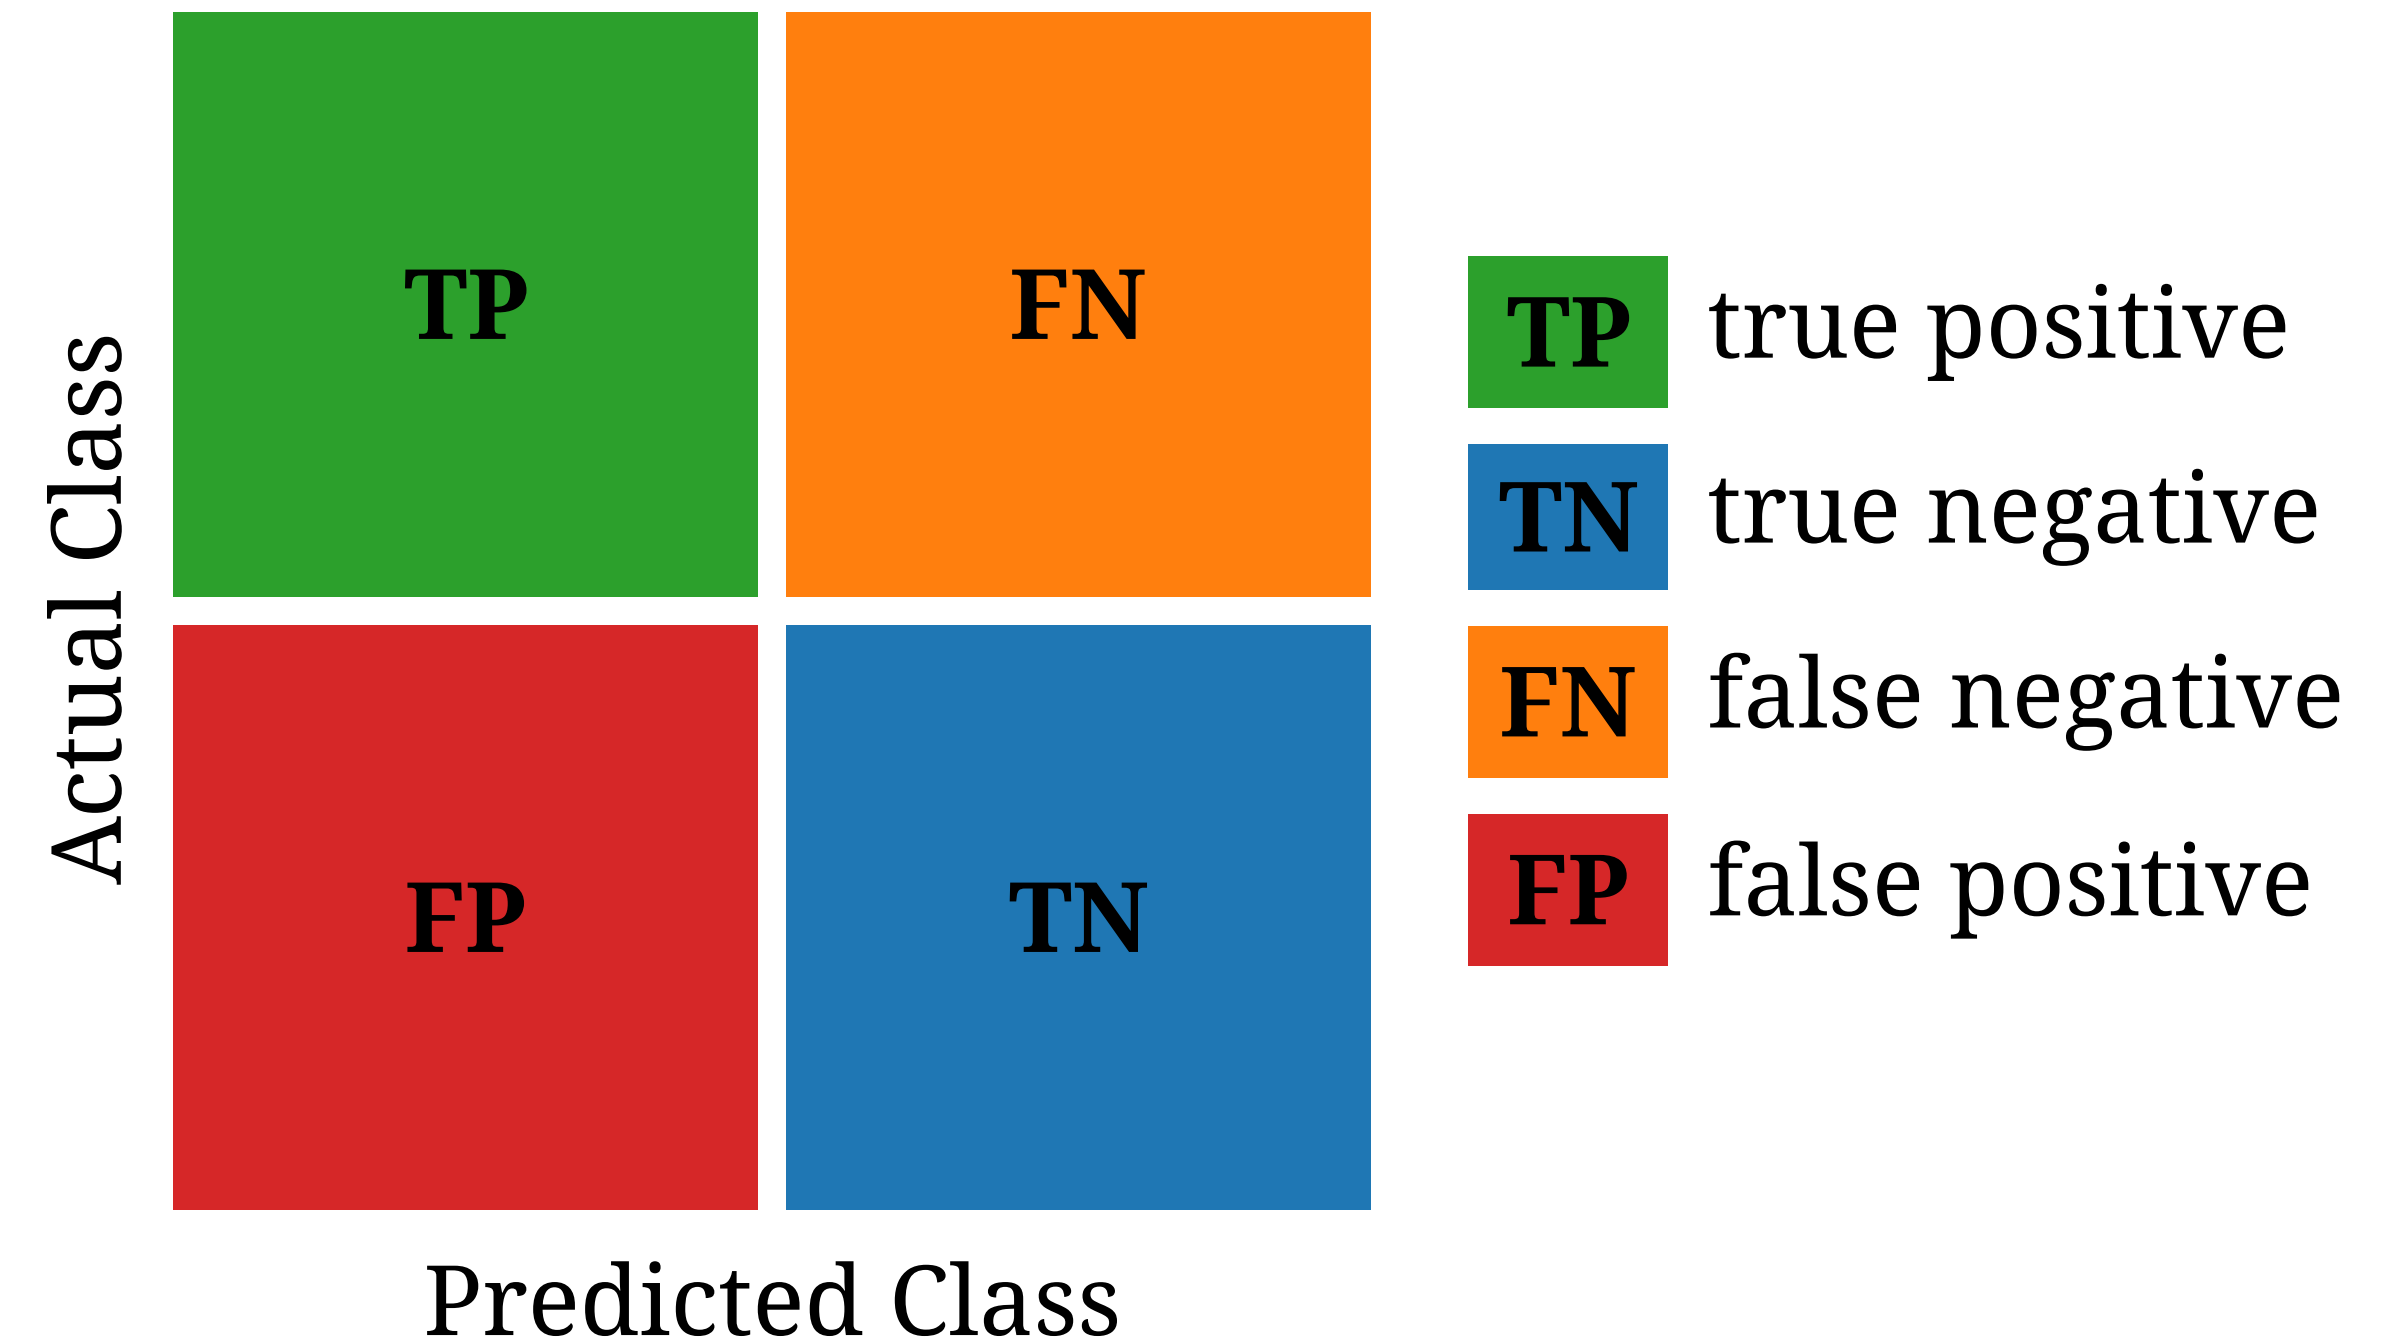 Actual Class
TP
FN
FP
TN
Predicted Class
TP true positive
TN true negative
FN false negative
FP false positive